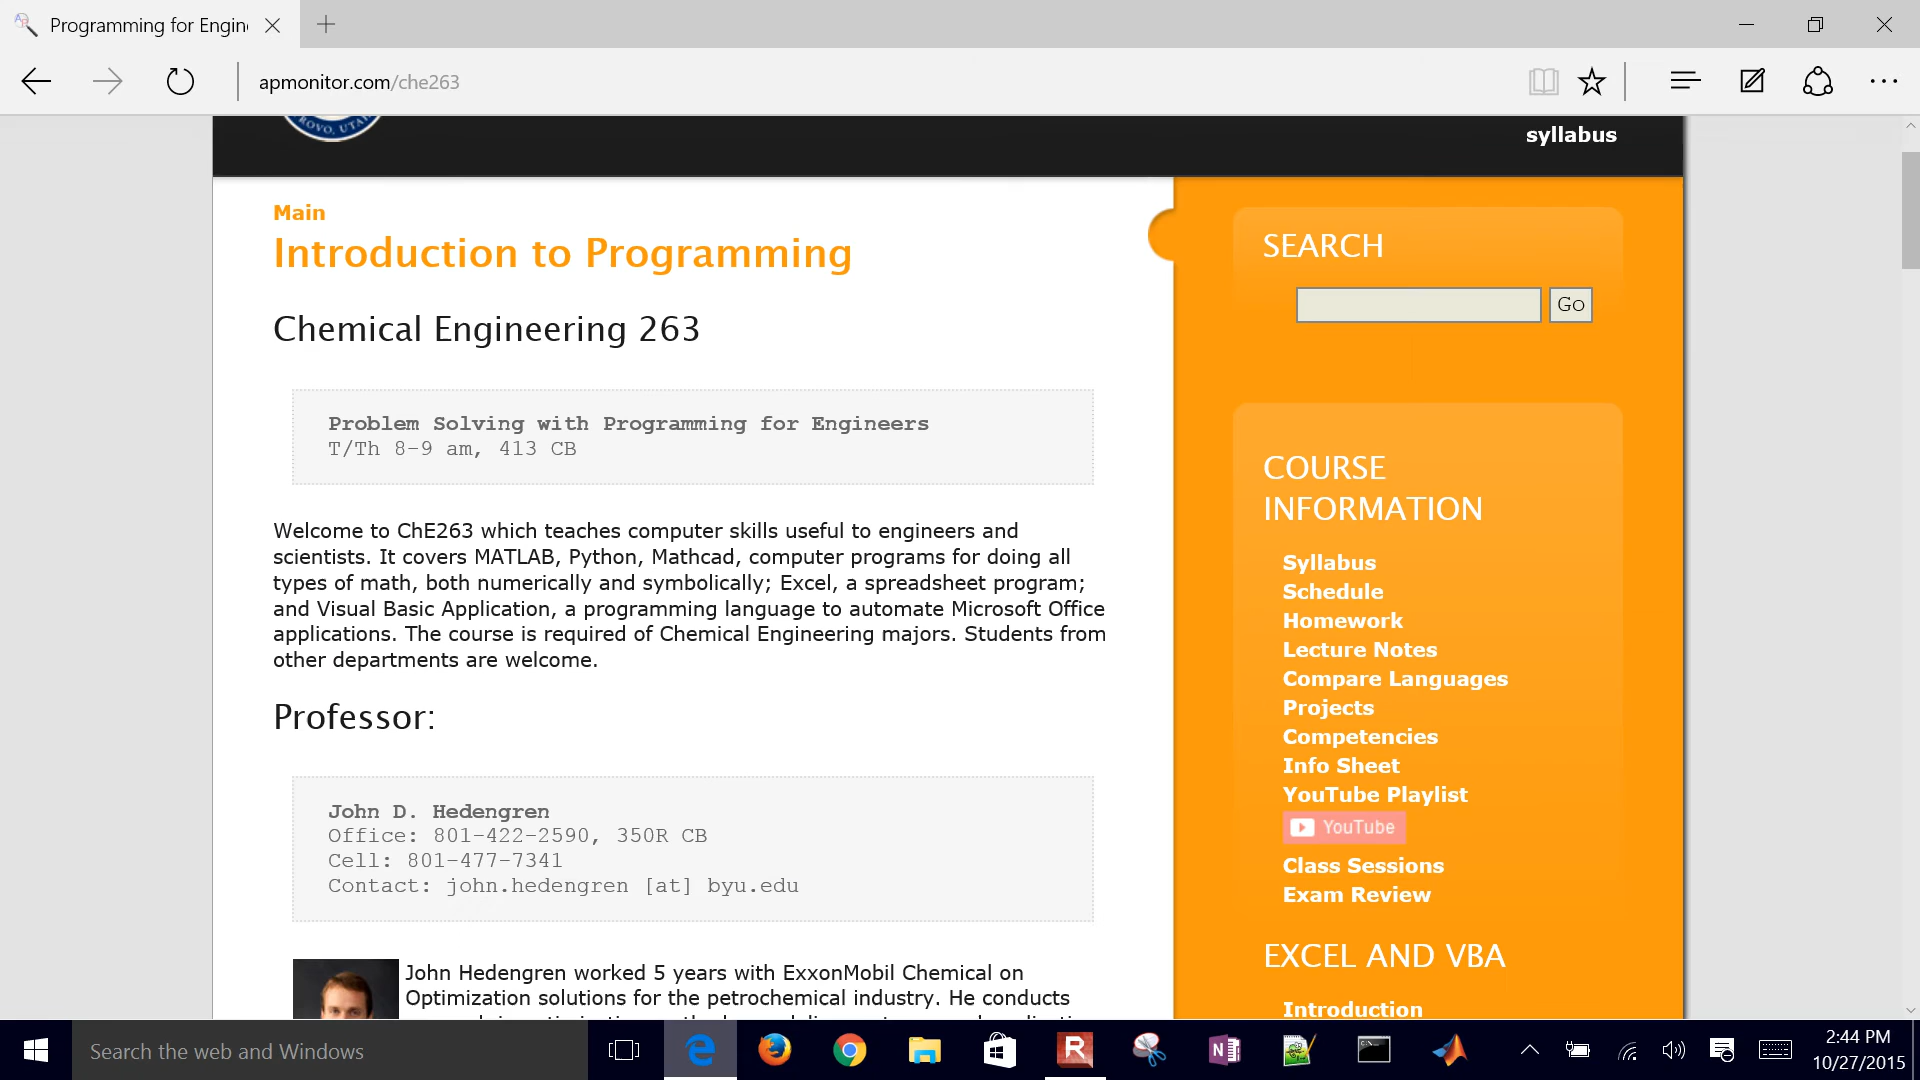 Programming for Engin
apmonitor.com/che263
ROVO, UTA
syllabus
Main
Introduction to Programming
Chemical Engineering 263
Problem Solving with Programming for Engineers
T/Th 8-9 am, 413 CB
Welcome to ChE263 which teaches computer skills useful to engineers and
scientists. It covers MATLAB, Python, Mathcad, computer programs for doing all
types of math, both numerically and symbolically; Excel, a spreadsheet program;
and Visual Basic Application, a programming language to automate Microsoft Office
applications. The course is required of Chemical Engineering majors. Students from
other departments are welcome.
Professor:
John D. Hedengren
Office: 801-422-2590, 350R CB
Cell: 801-477-7341
Contact: john.hedengren [at] byu.edu
John Hedengren worked 5 years with ExxonMobil Chemical on
Optimization solutions for the petrochemical industry. He conducts
SEARCH
Go
COURSE
INFORMATION
Syllabus
Schedule
Homework
Lecture Notes
Compare Languages
Projects
Competencies
Info Sheet
YouTube Playlist
YouTube
Class Sessions
Exam Review
EXCEL AND VBA
Introduction
Search the web and Windows
2:44 PM
10/27/2015